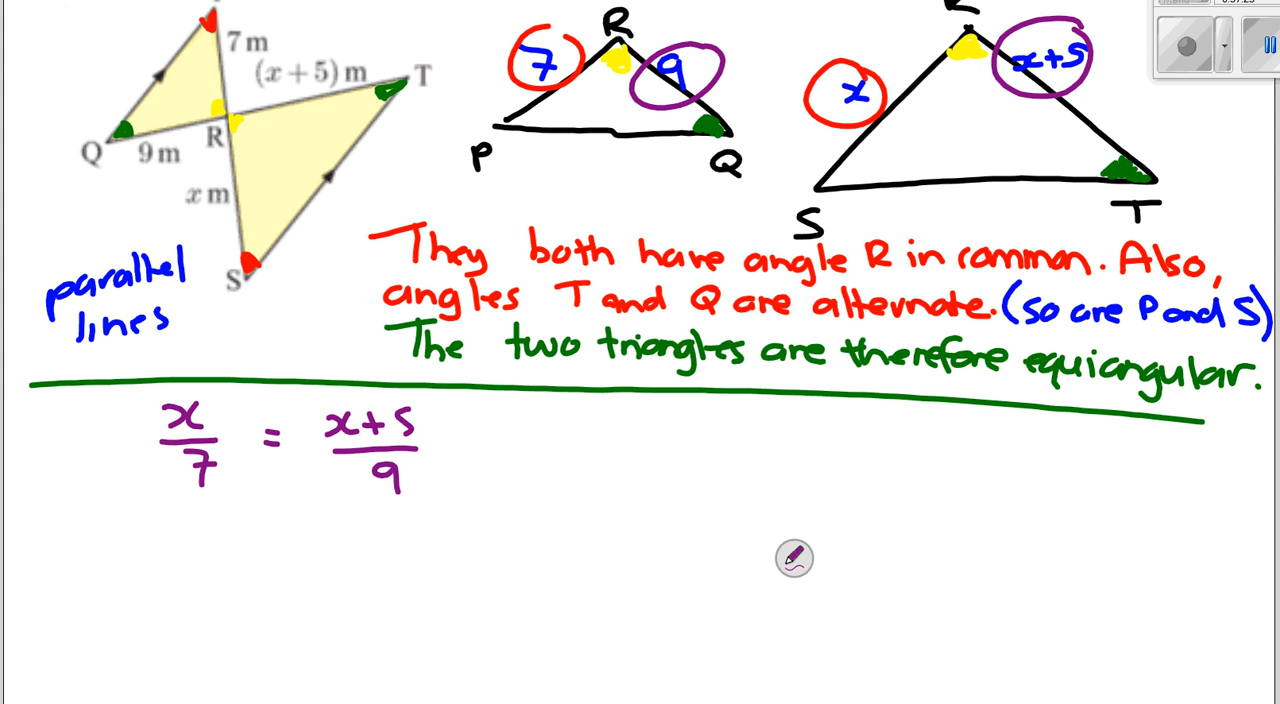 7 m
(x + 5) m
T
Q
9 m
R
x m
S
R
7
9
P
Q
x
x+5
S
T
parallel
lines
They both have angle R in common. Also,
angles T and Q are alternate. (so are P and S)
The two triangles are therefore equiangular.
x/7 = x+5/9